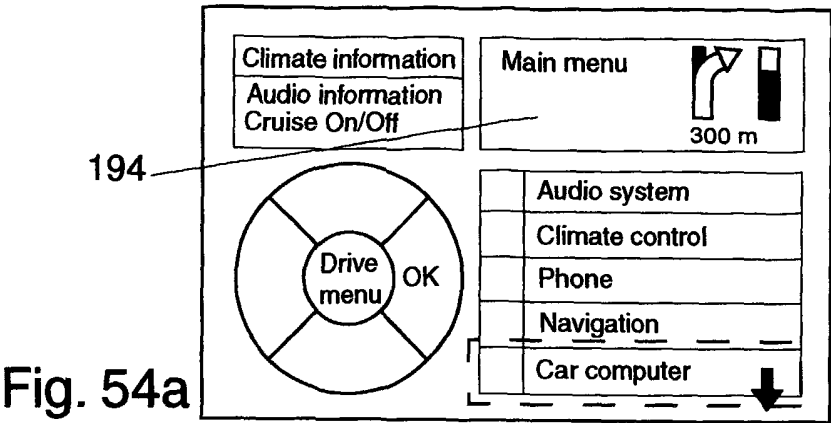 Climate information
Audio information
Cruise On/Off
Main menu
300 m
194
Drive
menu
OK
Audio system
Climate control
Phone
Navigation
Car computer
Fig. 54a